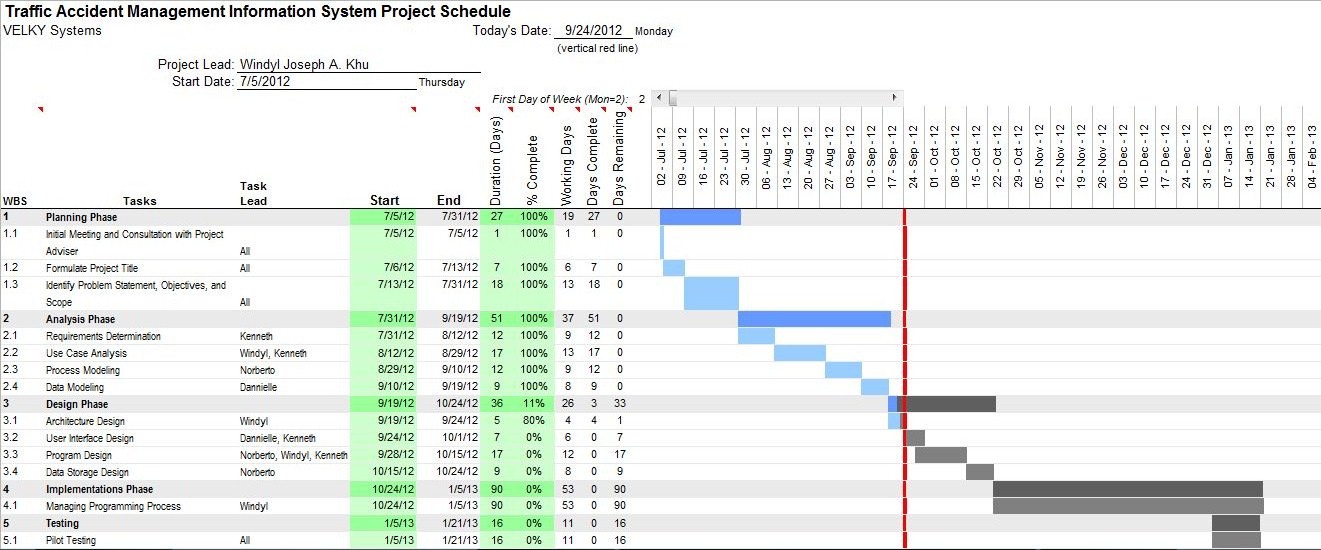 Traffic Accident Management Information System Project Schedule
VELKY Systems
Today's Date: 9/24/2012 Monday
(vertical red line)
Project Lead: Windyl Joseph A. Khu
Start Date: 7/5/2012 Thursday
First Day of Week (Mon=2): 2
WBS Tasks Task Lead Start End Duration (Days) % Complete Working Days Days Complete Days Remaining 02 - Jul - 12 09 - Jul - 12 16 - Jul - 12 23 - Jul - 12 30 - Jul - 12 06 - Aug - 12 13 - Aug - 12 20 - Aug - 12 27 - Aug - 12 03 - Sep - 12 10 - Sep - 12 17 - Sep - 12 24 - Sep - 12 01 - Oct - 12 08 - Oct - 12 15 - Oct - 12 22 - Oct - 12 29 - Oct - 12 05 - Nov - 12 12 - Nov - 12 19 - Nov - 12 26 - Nov - 12 03 - Dec - 12 10 - Dec - 12 17 - Dec - 12 24 - Dec - 12 31 - Dec - 12 07 - Jan - 13 14 - Jan - 13 21 - Jan - 13 28 - Jan - 13 04 - Feb - 13
1 Planning Phase 7/5/12 7/31/12 27 100% 19 27 0
1.1 Initial Meeting and Consultation with Project 7/5/12 7/5/12 1 100% 1 1 0
Adviser All
1.2 Formulate Project Title All 7/6/12 7/13/12 7 100% 6 7 0
1.3 Identify Problem Statement, Objectives, and 7/13/12 7/31/12 18 100% 13 18 0
Scope All
2 Analysis Phase 7/31/12 9/19/12 51 100% 37 51 0
2.1 Requirements Determination Kenneth 7/31/12 8/12/12 12 100% 9 12 0
2.2 Use Case Analysis Windyl, Kenneth 8/12/12 8/29/12 17 100% 13 17 0
2.3 Process Modeling Norberto 8/29/12 9/10/12 12 100% 9 12 0
2.4 Data Modeling Dannielle 9/10/12 9/19/12 9 100% 8 9 0
3 Design Phase 9/19/12 10/24/12 36 11% 26 3 33
3.1 Architecture Design Windyl 9/19/12 9/24/12 5 80% 4 4 1
3.2 User Interface Design Dannielle, Kenneth 9/24/12 10/1/12 7 0% 6 0 7
3.3 Program Design Norberto, Windyl, Kenneth 9/28/12 10/15/12 17 0% 12 0 17
3.4 Data Storage Design Norberto 10/15/12 10/24/12 9 0% 8 0 9
4 Implementations Phase 10/24/12 1/5/13 90 0% 53 0 90
4.1 Managing Programming Process Windyl 10/24/12 1/5/13 90 0% 53 0 90
5 Testing 1/5/13 1/21/13 16 0% 11 0 16
5.1 Pilot Testing All 1/5/13 1/21/13 16 0% 11 0 16